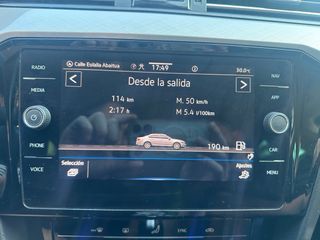 Calle Eulalia Abaitua
17:49
30.0°C
Desde la salida
114 km
M. 50 km/h
2:17 h
M 5.4 l/100km
190 km
Selección
Ajustes
RADIO
MEDIA
PHONE
VOICE
NAV
APP
CAR
MENU
SYNC